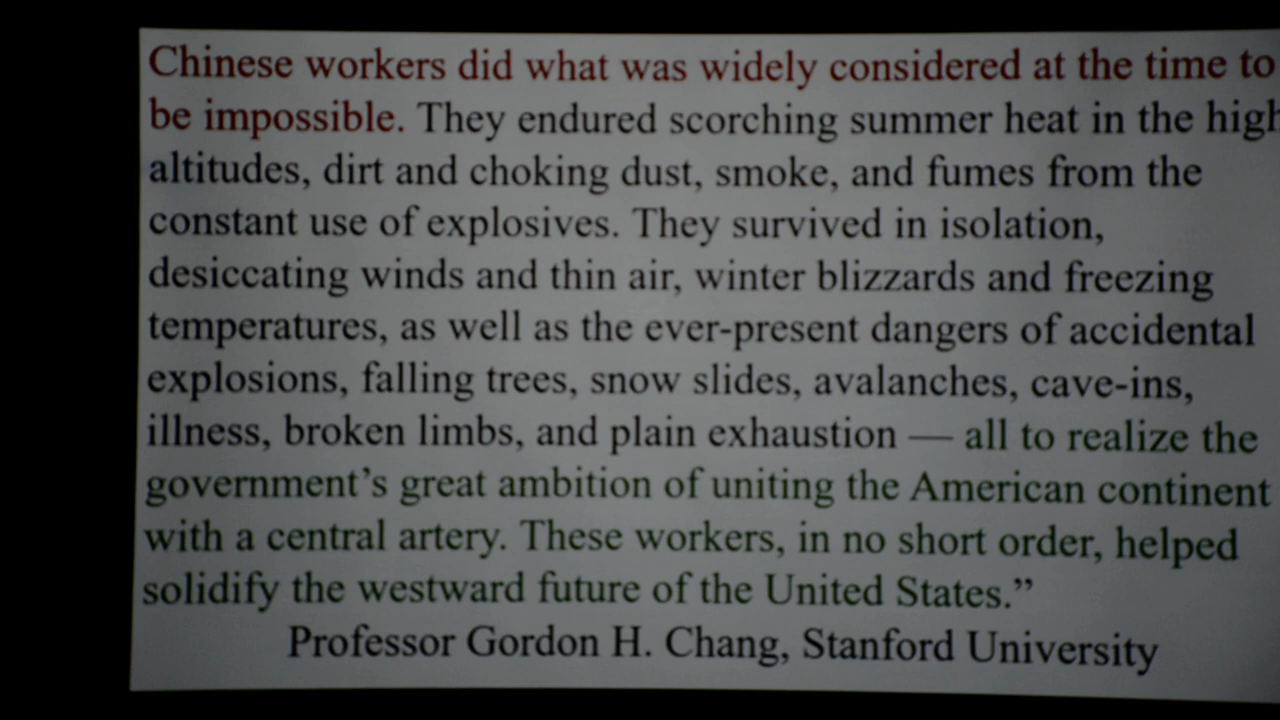 Chinese workers did what was widely considered at the time to
be impossible. They endured scorching summer heat in the high
altitudes, dirt and choking dust, smoke, and fumes from the
constant use of explosives. They survived in isolation,
desiccating winds and thin air, winter blizzards and freezing
temperatures, as well as the ever-present dangers of accidental
explosions, falling trees, snow slides, avalanches, cave-ins,
illness, broken limbs, and plain exhaustion — all to realize the
government’s great ambition of uniting the American continent
with a central artery. These workers, in no short order, helped
solidify the westward future of the United States.”
Professor Gordon H. Chang, Stanford University